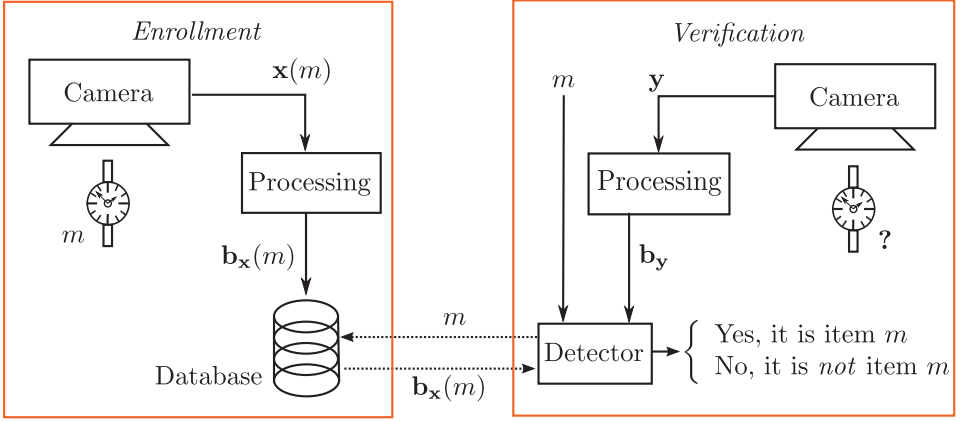 Enrollment
Camera
x(m)
Processing
m
b_x(m)
Database
m
b_x(m)
Verification
m
y
Camera
Processing
?
b_y
Detector
Yes, it is item m
No, it is not item m